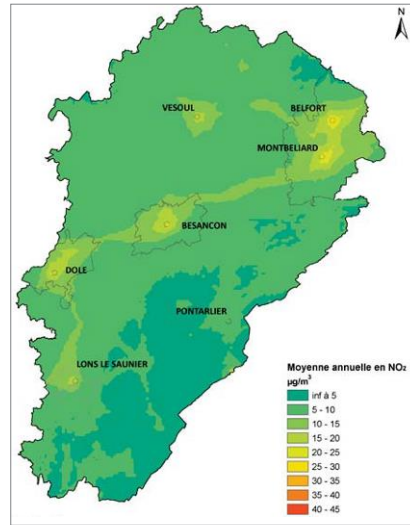 N
VESOUL
BELFORT
MONTBELIARD
BESANCON
DOLE
PONTARLIER
LONS LE SAUNIER
Moyenne annuelle en NO₂
µg/m³
inf à 5
5 - 10
10 - 15
15 - 20
20 - 25
25 - 30
30 - 35
35 - 40
40 - 45